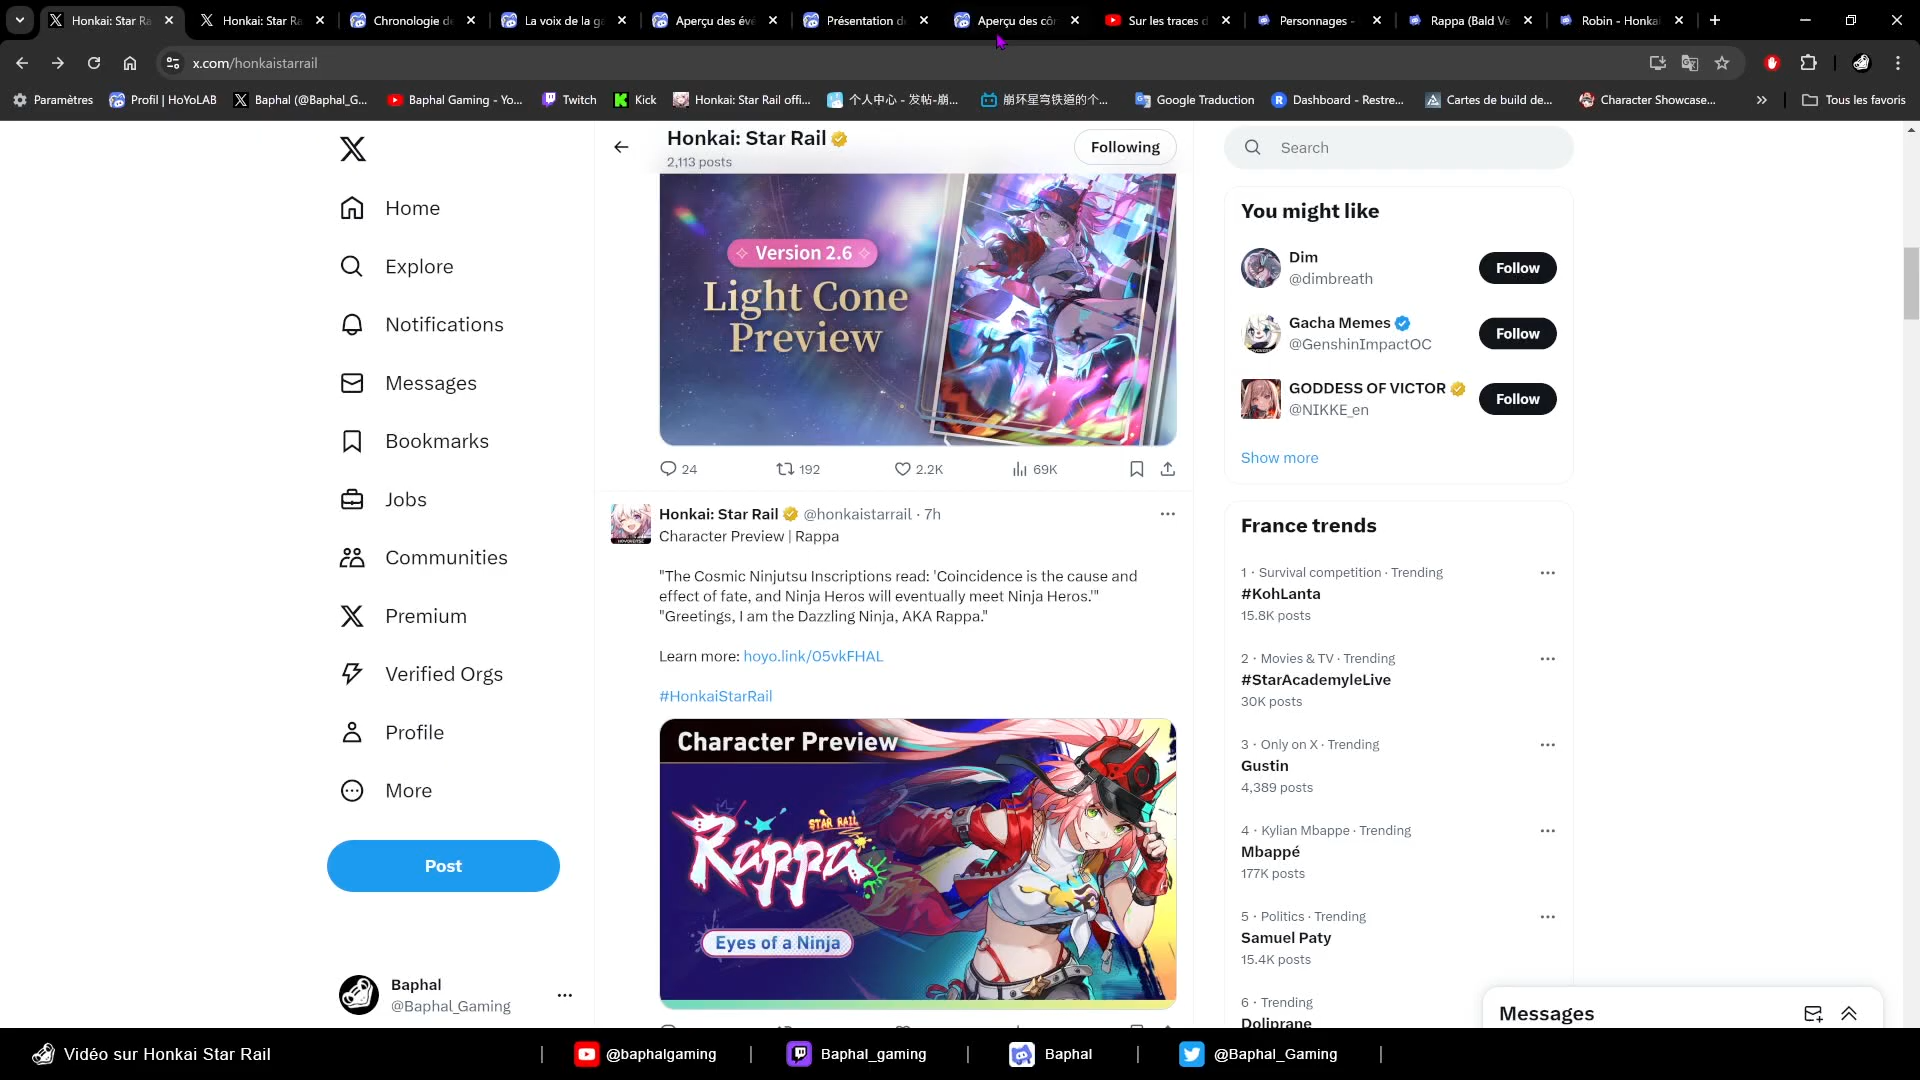 Honkai: Star Ra
Honkai: Star Ra
Chronologie de
La voix de la ga
Aperçu des évé
Présentation d
Aperçu des côn
Sur les traces d
Personnages -
Rappa (Bald Ve
Robin - Honkai
x.com/honkaistarrail
Paramètres
Profil | HoYoLAB
Baphal (@Baphal_G...
Baphal Gaming - Yo...
Twitch
Kick
Honkai: Star Rail offi...
个人中心 - 发帖-崩...
崩坏星穹铁道的个...
Google Traduction
Dashboard - Restre...
Cartes de build de...
Character Showcase...
Tous les favoris
Home
Explore
Notifications
Messages
Bookmarks
Jobs
Communities
Premium
Verified Orgs
Profile
More
Post
Baphal
@Baphal_Gaming
Honkai: Star Rail
2,113 posts
Following
Version 2.6
Light Cone
Preview
24
192
2.2K
69K
Honkai: Star Rail @honkaistarrail · 7h
Character Preview | Rappa
"The Cosmic Ninjutsu Inscriptions read: 'Coincidence is the cause and
effect of fate, and Ninja Heros will eventually meet Ninja Heros.'"
"Greetings, I am the Dazzling Ninja, AKA Rappa."
Learn more: hoyo.link/05vkFHAL
#HonkaiStarRail
Character Preview
STAR RAIL
Rappa
Eyes of a Ninja
Search
You might like
Dim
@dimbreath
Follow
Gacha Memes
@GenshinImpactOC
Follow
GODDESS OF VICTOR
@NIKKE_en
Follow
Show more
France trends
1 · Survival competition · Trending
#KohLanta
15.8K posts
2 · Movies & TV · Trending
#StarAcademyleLive
30K posts
3 · Only on X · Trending
Gustin
4,389 posts
4 · Kylian Mbappe · Trending
Mbappé
177K posts
5 · Politics · Trending
Samuel Paty
15.4K posts
6 · Trending
Doliprane
Messages
Vidéo sur Honkai Star Rail
@baphalgaming
Baphal_gaming
Baphal
@Baphal_Gaming